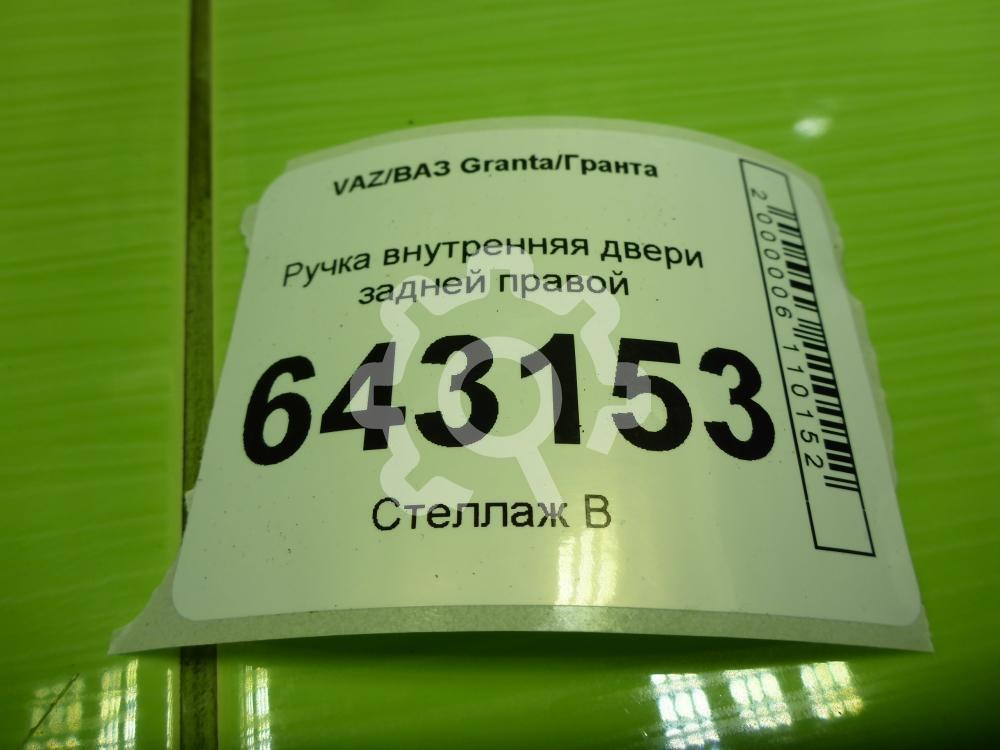 VAZ/ВАЗ Granta/Гранта
Ручка внутренняя двери
задней правой
643153
Стеллаж В
2000006110152